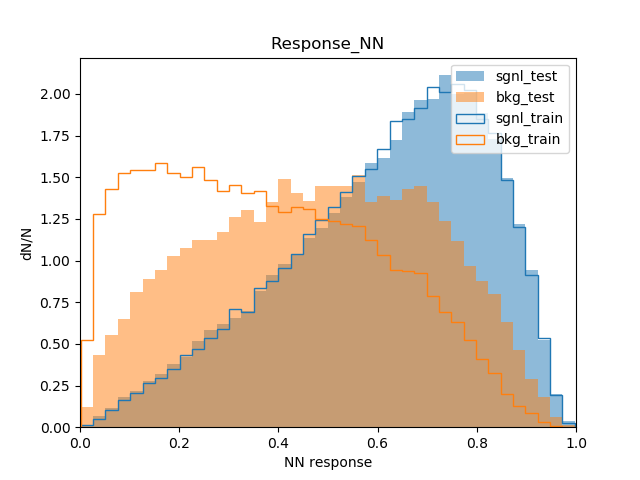 Response_NN
sgnl_test
bkg_test
sgnl_train
bkg_train
dN/N
2.00
1.75
1.50
1.25
1.00
0.75
0.50
0.25
0.00
0.0 0.2 0.4 0.6 0.8 1.0
NN response